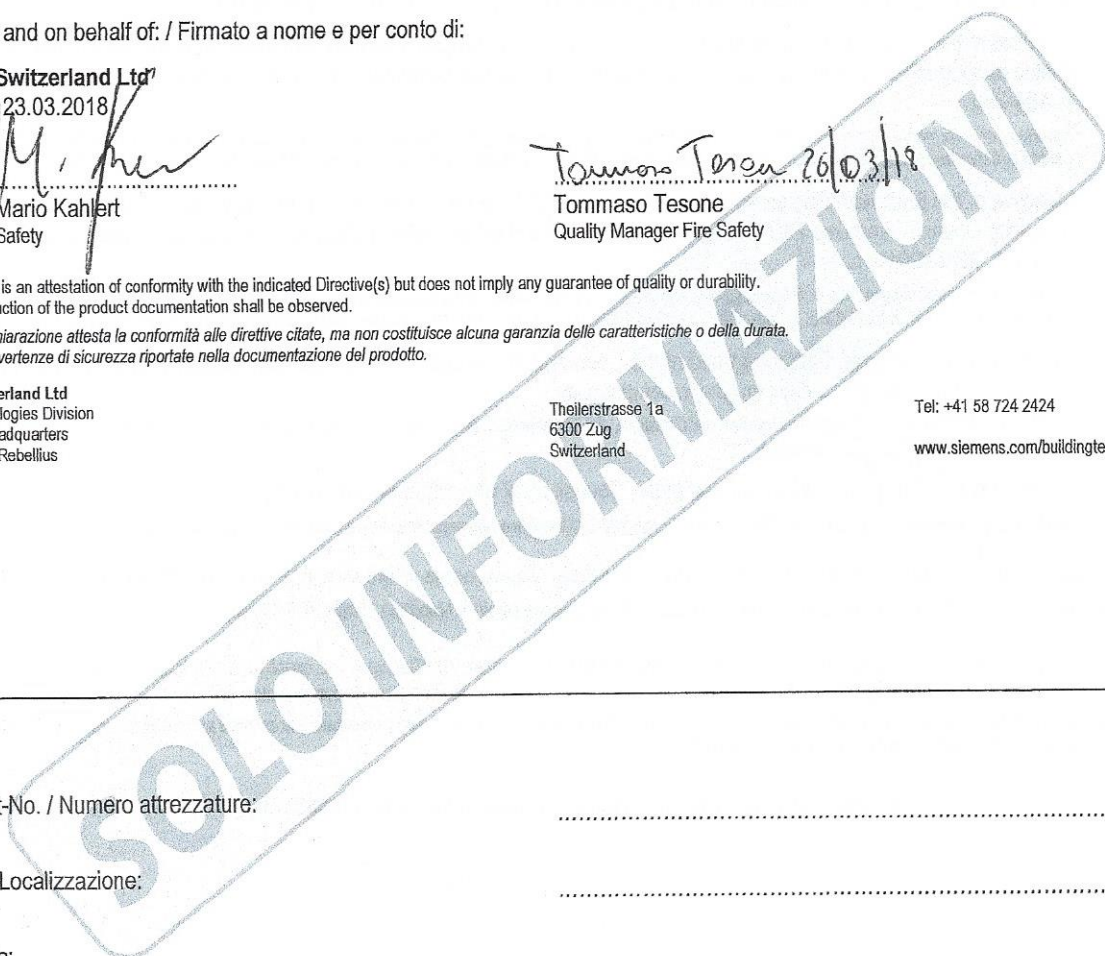 and on behalf of: / Firmato a nome e per conto di:
Switzerland Ltd
23.03.2018
M.
Mario Kahlert
Safety
Tommaso Tesone 26/03/18
Tommaso Tesone
Quality Manager Fire Safety
is an attestation of conformity with the indicated Directive(s) but does not imply any guarantee of quality or durability.
uction of the product documentation shall be observed.
hiarazione attesta la conformità alle direttive citate, ma non costituisce alcuna garanzia delle caratteristiche o della durata.
vertenze di sicurezza riportate nella documentazione del prodotto.
erland Ltd
logies Division
adquarters
Rebellius
Theilerstrasse 1a
6300 Zug
Switzerland
Tel: +41 58 724 2424
www.siemens.com/buildingte
SOLO INFORMAZIONI
t-No. / Numero attrezzature:
Localizzazione: